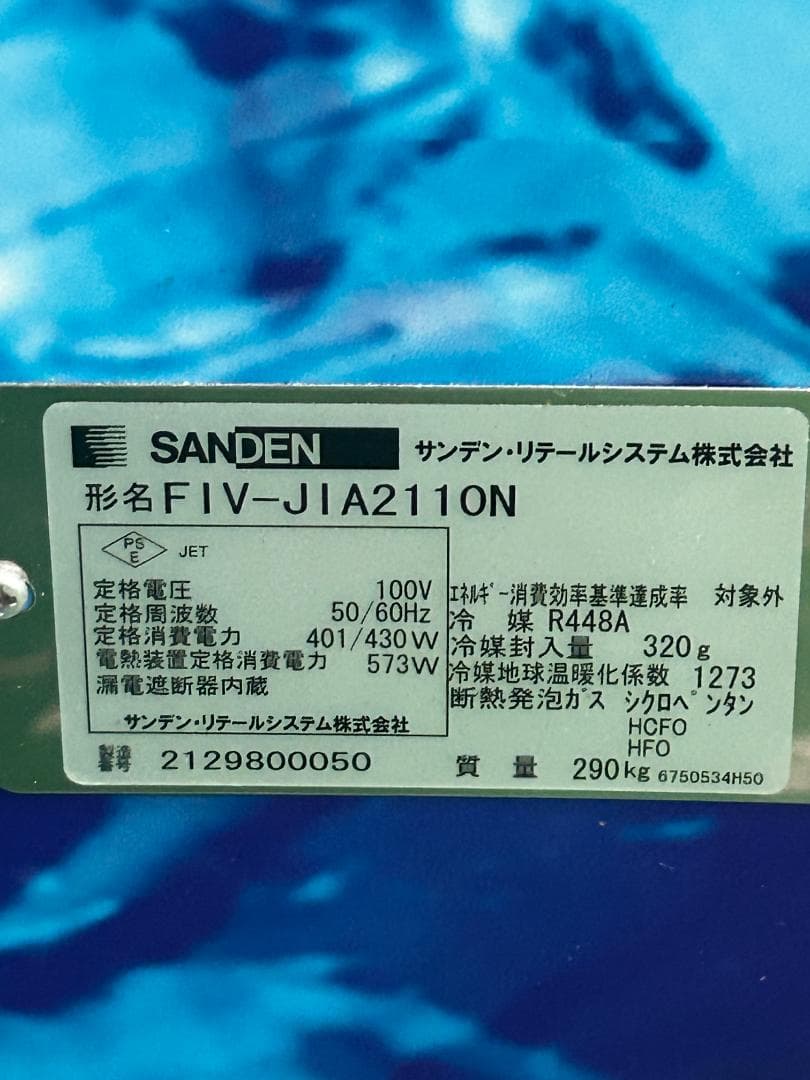 SANDEN サンデン・リテールシステム株式会社
形名 FIV-JIA2110N
PS E JET
定格電圧 100V
定格周波数 50/60Hz
定格消費電力 401/430W
電熱装置定格消費電力 573W
漏電遮断器内蔵
サンデン・リテールシステム株式会社
ｴﾈﾙｷﾞｰ消費効率基準達成率 対象外
冷 媒 R448A
冷媒封入量 320g
冷媒地球温暖化係数 1273
断熱発泡ｶﾞｽ シクロペンタン
HCFO
HFO
製造番号 2129800050
質 量 290kg 6750534H50